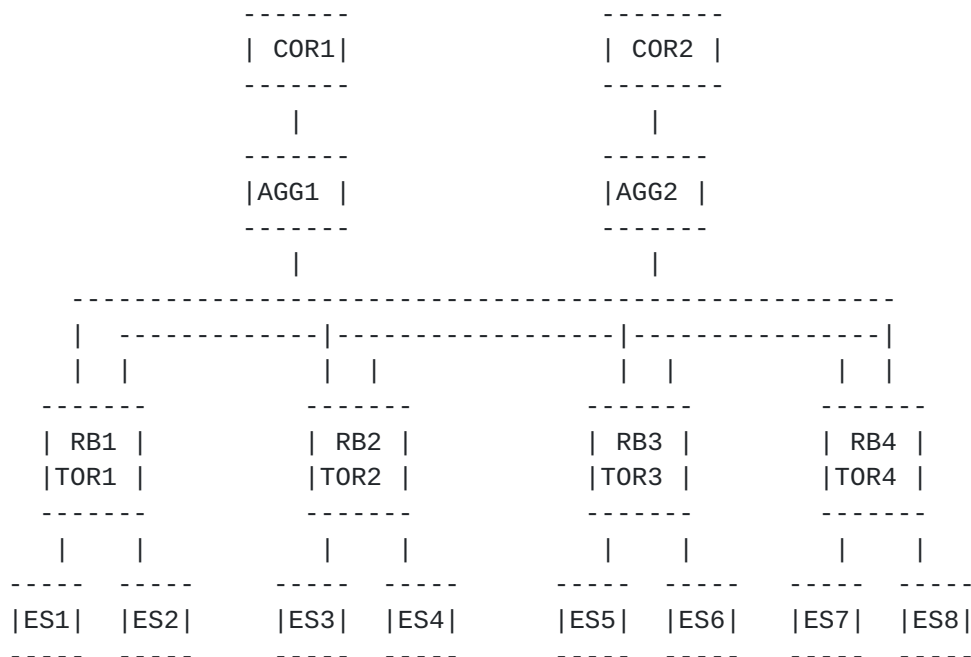 COR1 COR2
AGG1 AGG2
RB1 RB2 RB3 RB4
TOR1 TOR2 TOR3 TOR4
ES1 ES2 ES3 ES4 ES5 ES6 ES7 ES8